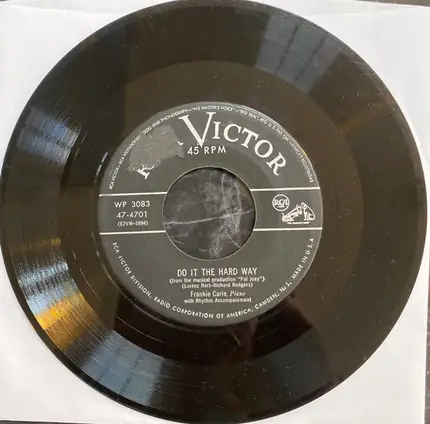 VICTOR
45 RPM
WP 3083
47-4701
(E2VW-5994)
RCA
DO IT THE HARD WAY
(from the musical production "Pal Joey")
(Lorenz Hart-Richard Rodgers)
Frankie Carle, Piano
with Rhythm Accompaniment
RCA VICTOR DIVISION, RADIO CORPORATION OF AMERICA, CAMDEN, N.J. MADE IN U.S.A.